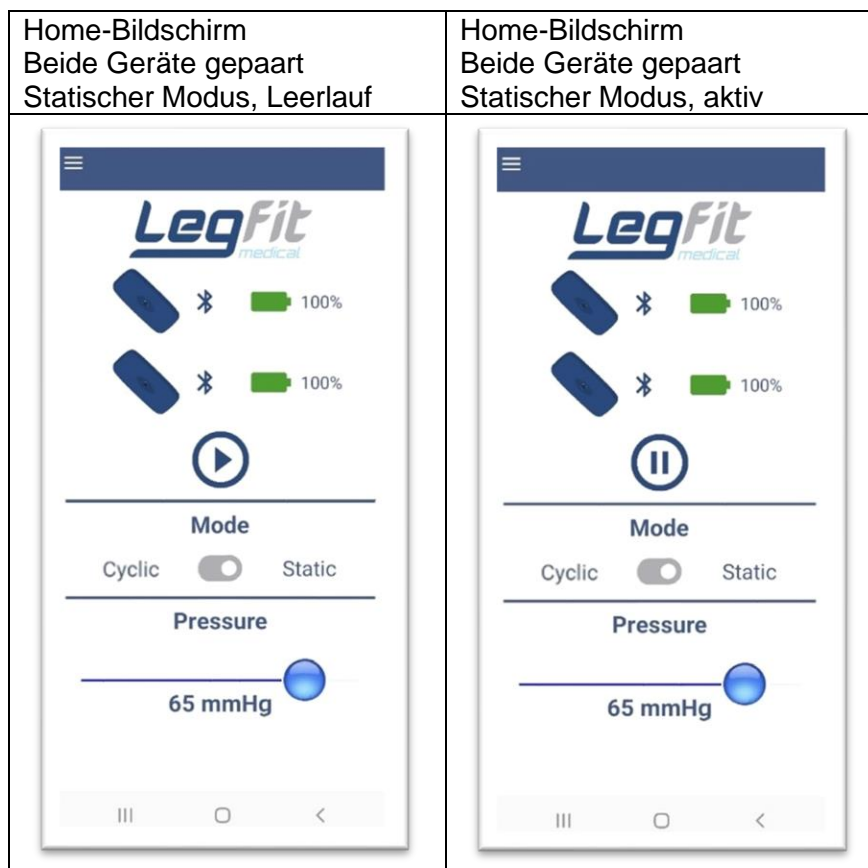 Home-Bildschirm
Beide Geräte gepaart
Statischer Modus, Leerlauf
Home-Bildschirm
Beide Geräte gepaart
Statischer Modus, aktiv
LegFit
medical
100%
100%
Mode
Cyclic Static
Pressure
65 mmHg
LegFit
medical
100%
100%
Mode
Cyclic Static
Pressure
65 mmHg